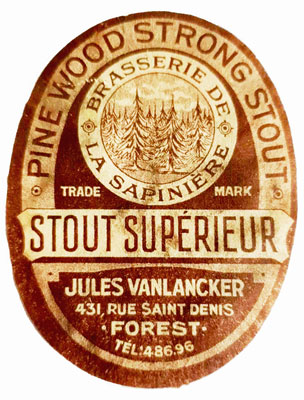 PINE WOOD STRONG STOUT
BRASSERIE DE
LA SAPINIÈRE
TRADE MARK
STOUT SUPÉRIEUR
JULES VANLANCKER
431, RUE SAINT DENIS
· FOREST ·
TÉL: 486.96